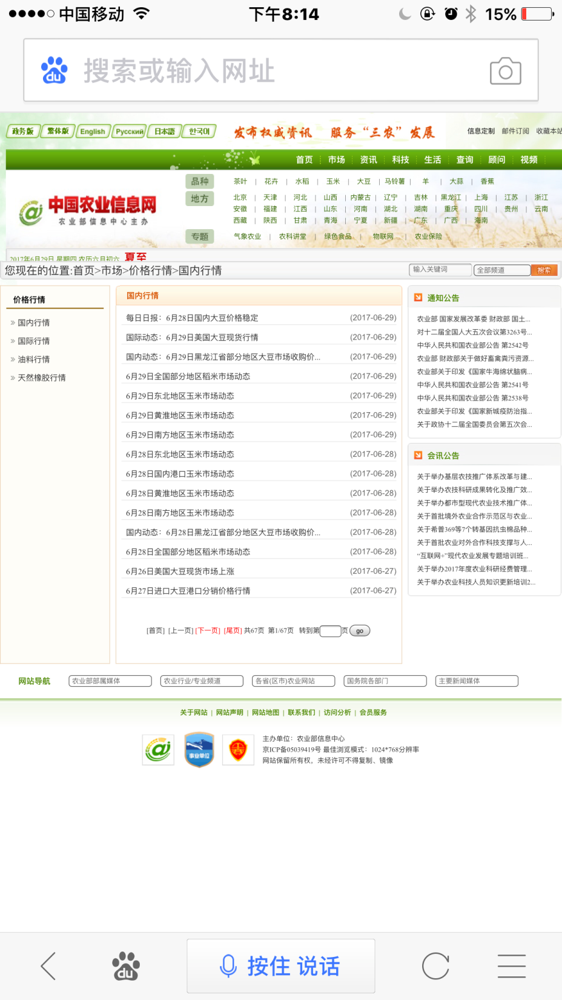 中国移动 下午8:14 15%
搜索或输入网址
政务版 繁体版 English Русский 日本語 한국어 发布权威资讯 服务“三农”发展 信息定制 邮件订阅 收藏本站
首页 市场 资讯 科技 生活 查询 顾问 视频
品种 茶叶 | 花卉 | 水稻 | 玉米 | 大豆 | 马铃薯 | 羊 | 大蒜 | 香蕉
地方 北京 | 天津 | 河北 | 山西 | 内蒙古 | 辽宁 | 吉林 | 黑龙江 | 上海 | 江苏 | 浙江
安徽 | 福建 | 江西 | 山东 | 河南 | 湖北 | 湖南 | 重庆 | 四川 | 贵州 | 云南
西藏 | 陕西 | 甘肃 | 青海 | 宁夏 | 新疆 | 广东 | 广西 | 海南
专题 气象农业 | 农科讲堂 | 绿色食品 | 物联网 | 农业保险
中国农业信息网
农业部信息中心主办
2017年6月29日 星期四 农历六月初六 夏至
您现在的位置:首页>市场>价格行情>国内行情 输入关键词 全部频道 搜索
价格行情
国内行情
国际行情
油料行情
天然橡胶行情
国内行情
每日日报：6月28日国内大豆价格稳定 (2017-06-29)
国际动态：6月29日美国大豆现货行情 (2017-06-29)
国内动态：6月29日黑龙江省部分地区大豆市场收购价... (2017-06-29)
6月29日全国部分地区稻米市场动态 (2017-06-29)
6月29日东北地区玉米市场动态 (2017-06-29)
6月29日黄淮地区玉米市场动态 (2017-06-29)
6月29日南方地区玉米市场动态 (2017-06-29)
6月28日东北地区玉米市场动态 (2017-06-28)
6月28日国内港口玉米市场动态 (2017-06-28)
6月28日黄淮地区玉米市场动态 (2017-06-28)
6月28日南方地区玉米市场动态 (2017-06-28)
国内动态：6月28日黑龙江省部分地区大豆市场收购价... (2017-06-28)
6月28日全国部分地区稻米市场动态 (2017-06-28)
6月26日美国大豆现货市场上涨 (2017-06-27)
6月27日进口大豆港口分销价格行情 (2017-06-27)
[首页] [上一页] [下一页] [尾页] 共67页 第1/67页 转到第 页 go
通知公告
农业部 国家发展改革委 财政部 国土...
对十二届全国人大五次会议第3263号...
中华人民共和国农业部公告 第2542号
农业部 财政部关于做好畜禽粪污资源...
农业部关于印发《国家牛海绵状脑病...
中华人民共和国农业部公告 第2541号
中华人民共和国农业部公告 第2538号
农业部关于印发《国家新城疫防治指...
关于政协十二届全国委员会第五次会...
会讯公告
关于举办基层农技推广体系改革与建...
关于举办农技科研成果转化及推广效...
关于举办都市型现代农业技术推广体...
关于首批境外农业合作示范区与农业...
关于希普369等7个转基因抗虫棉品种...
关于首批农业对外合作科技支撑与人...
“互联网+”现代农业发展专题培训班...
关于举办2017年度农业科研经费管理...
关于举办农业科技人员知识更新培训2...
网站导航 农业部部属媒体 农业行业/专业频道 各省(区市)农业网站 国务院各部门 主要新闻媒体
关于网站 | 网站声明 | 网站地图 | 联系我们 | 访问分析 | 会员服务
事业单位
主办单位：农业部信息中心
京ICP备05039419号 最佳浏览模式：1024*768分辨率
网站保留所有权，未经许可不得复制、镜像
du 按住 说话